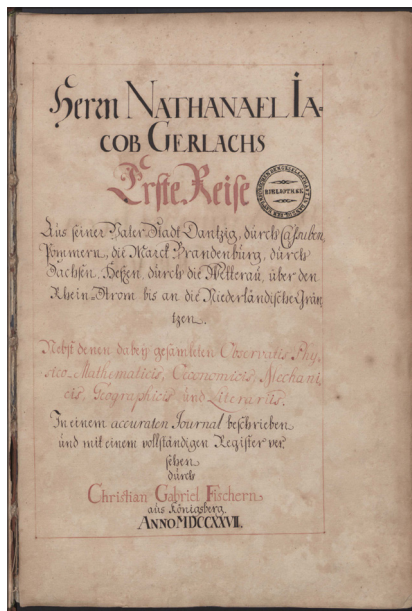 Herrn NATHANAEL IA-
COB GERLACHS
Erste Reise
BIBLIOTHEK
Aus seiner Vater-Stadt Dantzig, durch Cassuben,
Pommern, die Marck Brandenburg, durch
Sachsen, Heßen, durch die Wetterau, über den
Rhein-Strom bis an die Niederländische Grän
tzen.
Nebst denen dabeÿ gesamleten Observatis Phy
sico-Mathematicis, Oeconomicis, Mechani
cis, Geographicis und Literariis.
In einem accuraten Journal beschrieben
und mit einem vollständigen Register ver
sehen
durch
Christian Gabriel Fischern
aus Königsberg.
ANNO MDCCXXVII.